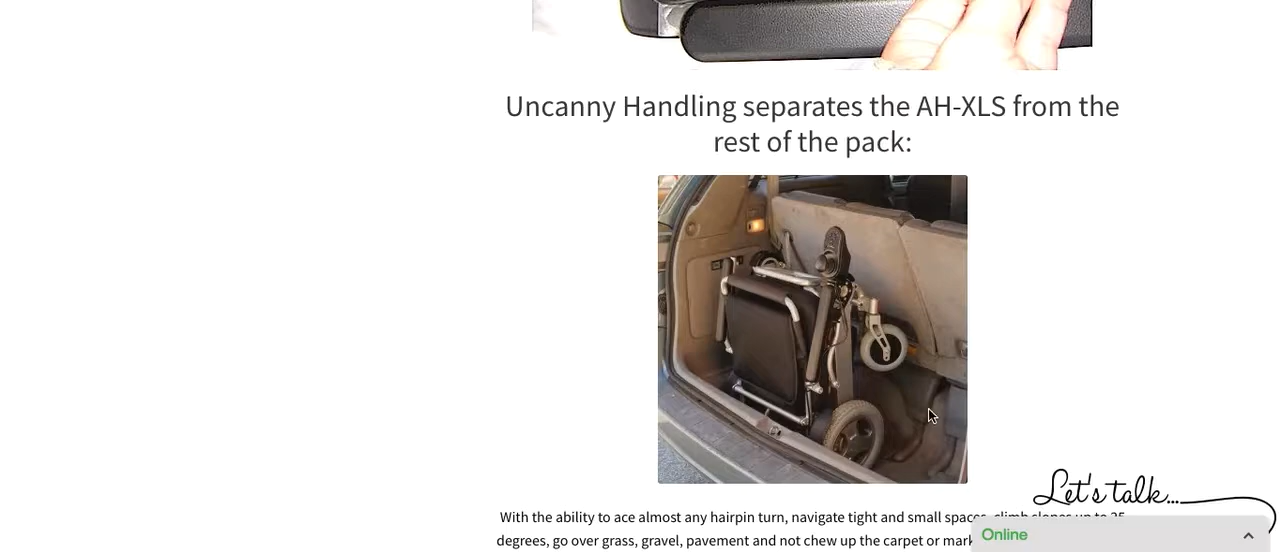 Uncanny Handling separates the AH-XLS from the
rest of the pack:
Let's talk...
With the ability to ace almost any hairpin turn, navigate tight and small spaces, climb slopes up to 25
degrees, go over grass, gravel, pavement and not chew up the carpet or mark
Online